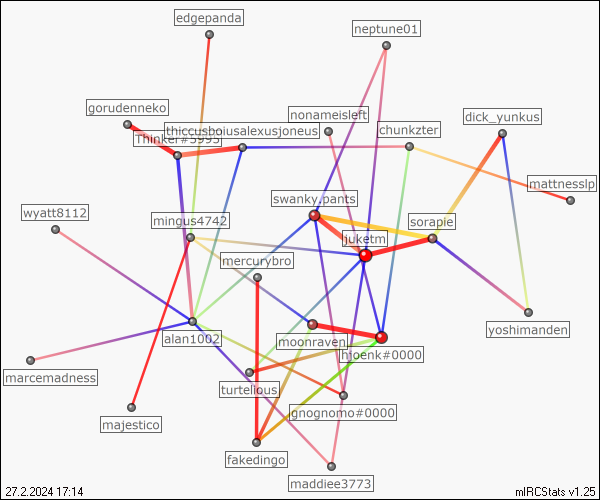 edgepanda
neptune01
gorudenneko
nonameisleft
dick_yunkus
thiccusboiusalexusjoneus
chunkzter
Thinker#5995
mattnesslp
swanky.pants
wyatt8112
mingus4742
sorapie
juketm
mercurybro
yoshimanden
alan1002
moonraven
hjoenk#0000
marcemadness
turtelious
gnognomo#0000
majestico
fakedingo
maddiee3773
27.2.2024 17:14
mIRCStats v1.25